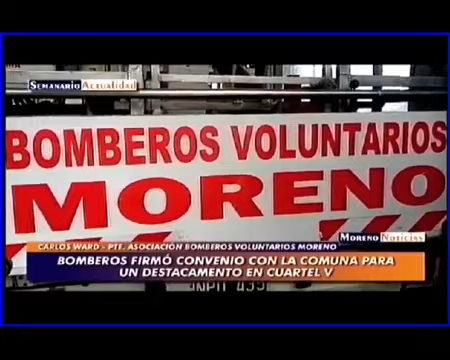 SEMANARIO ACTUALIDAD
BOMBEROS VOLUNTARIOS
MORENO
MORENO NOTICIAS
CARLOS WARD - PTE. ASOCIACIÓN BOMBEROS VOLUNTARIOS MORENO
BOMBEROS FIRMÓ CONVENIO CON LA COMUNA PARA
UN DESTACAMENTO EN CUARTEL V